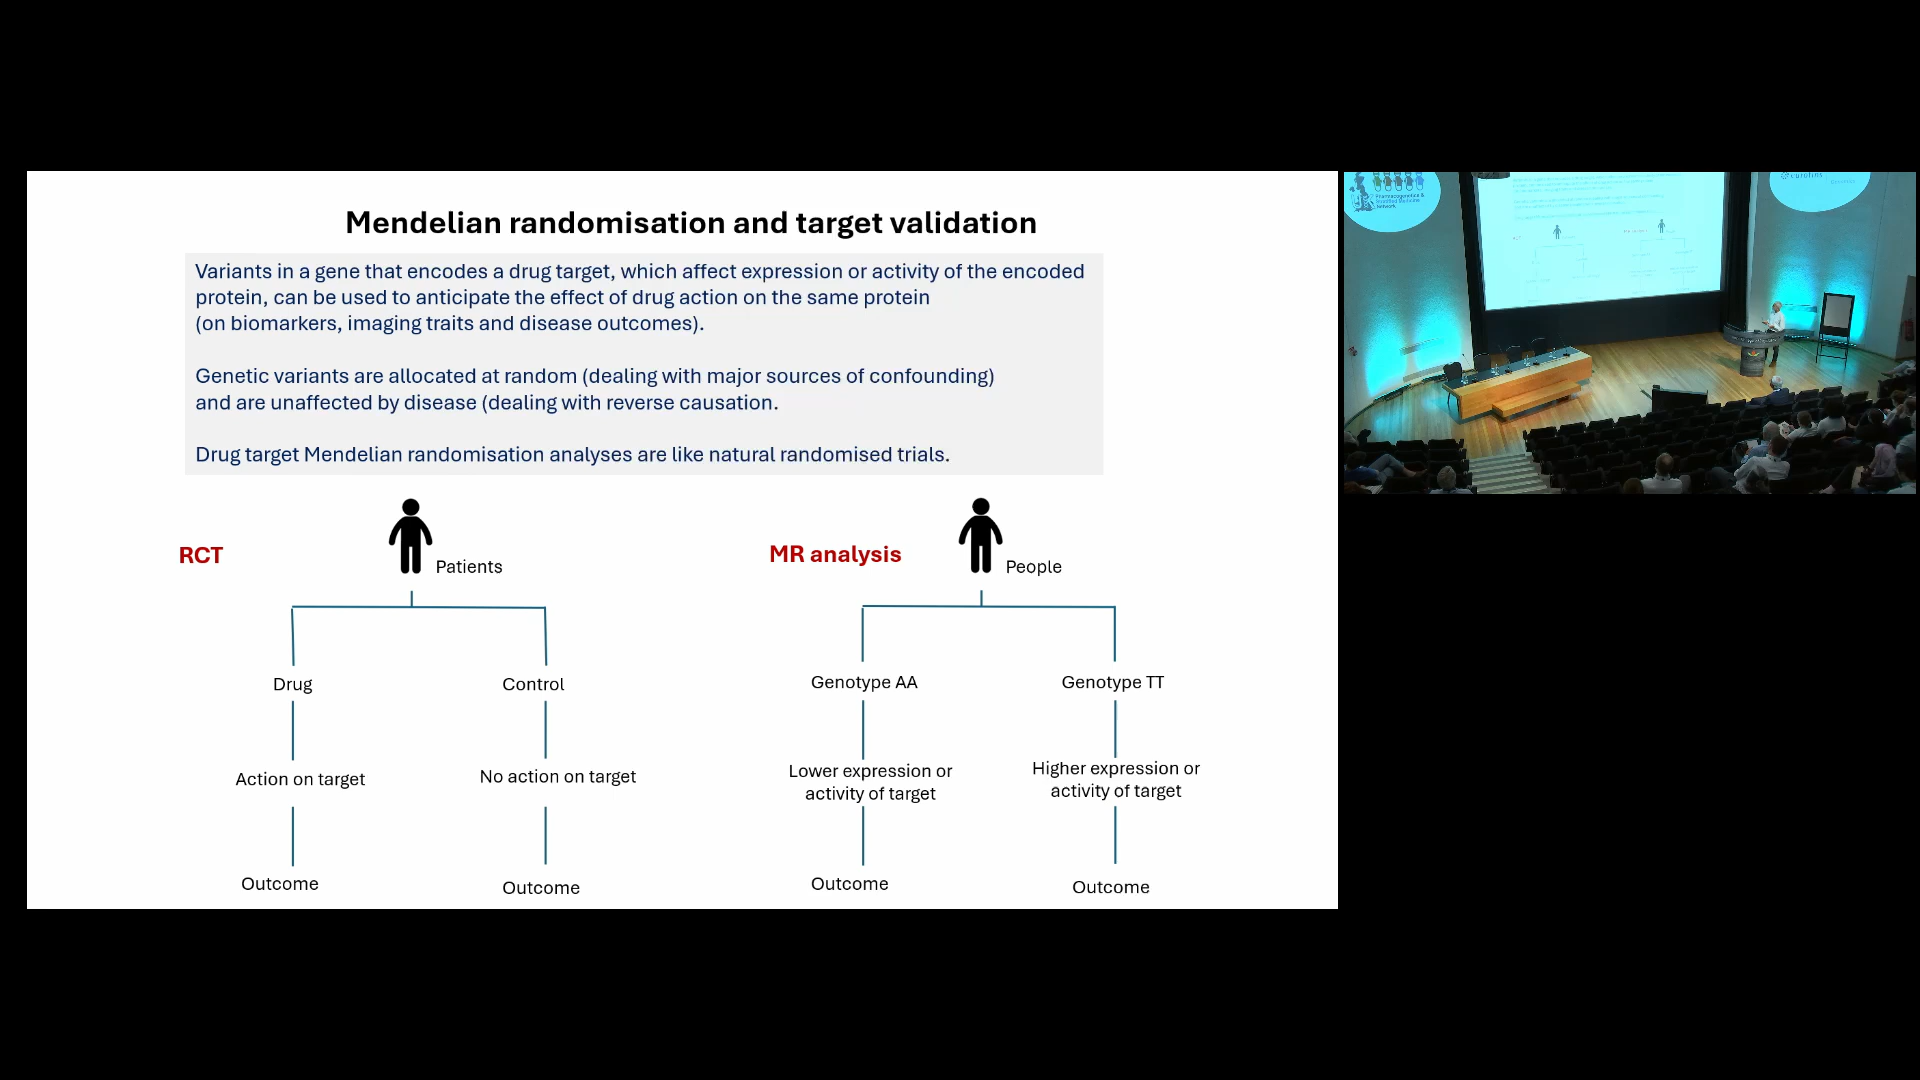 Mendelian randomisation and target validation
Variants in a gene that encodes a drug target, which affect expression or activity of the encoded
protein, can be used to anticipate the effect of drug action on the same protein
(on biomarkers, imaging traits and disease outcomes).
Genetic variants are allocated at random (dealing with major sources of confounding)
and are unaffected by disease (dealing with reverse causation.
Drug target Mendelian randomisation analyses are like natural randomised trials.
RCT
Patients
Drug
Control
Action on target
No action on target
Outcome
Outcome
MR analysis
People
Genotype AA
Genotype TT
Lower expression or
activity of target
Higher expression or
activity of target
Outcome
Outcome
Pharmacogenetics &
Stratified Medicine
Network
eurofins